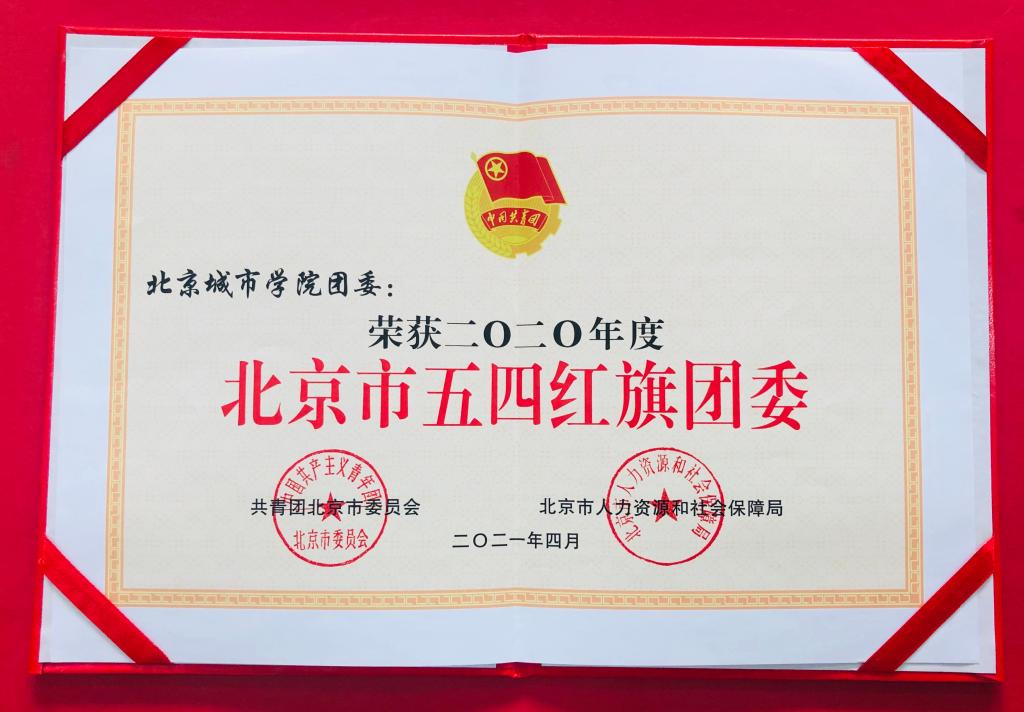 中国共青团
北京城市学院团委：
荣获二〇二〇年度
北京市五四红旗团委
中国共产主义青年团
北京市委员会
共青团北京市委员会
北京市人力资源和社会保障局
北京市人力资源和社会保障局
二〇二一年四月